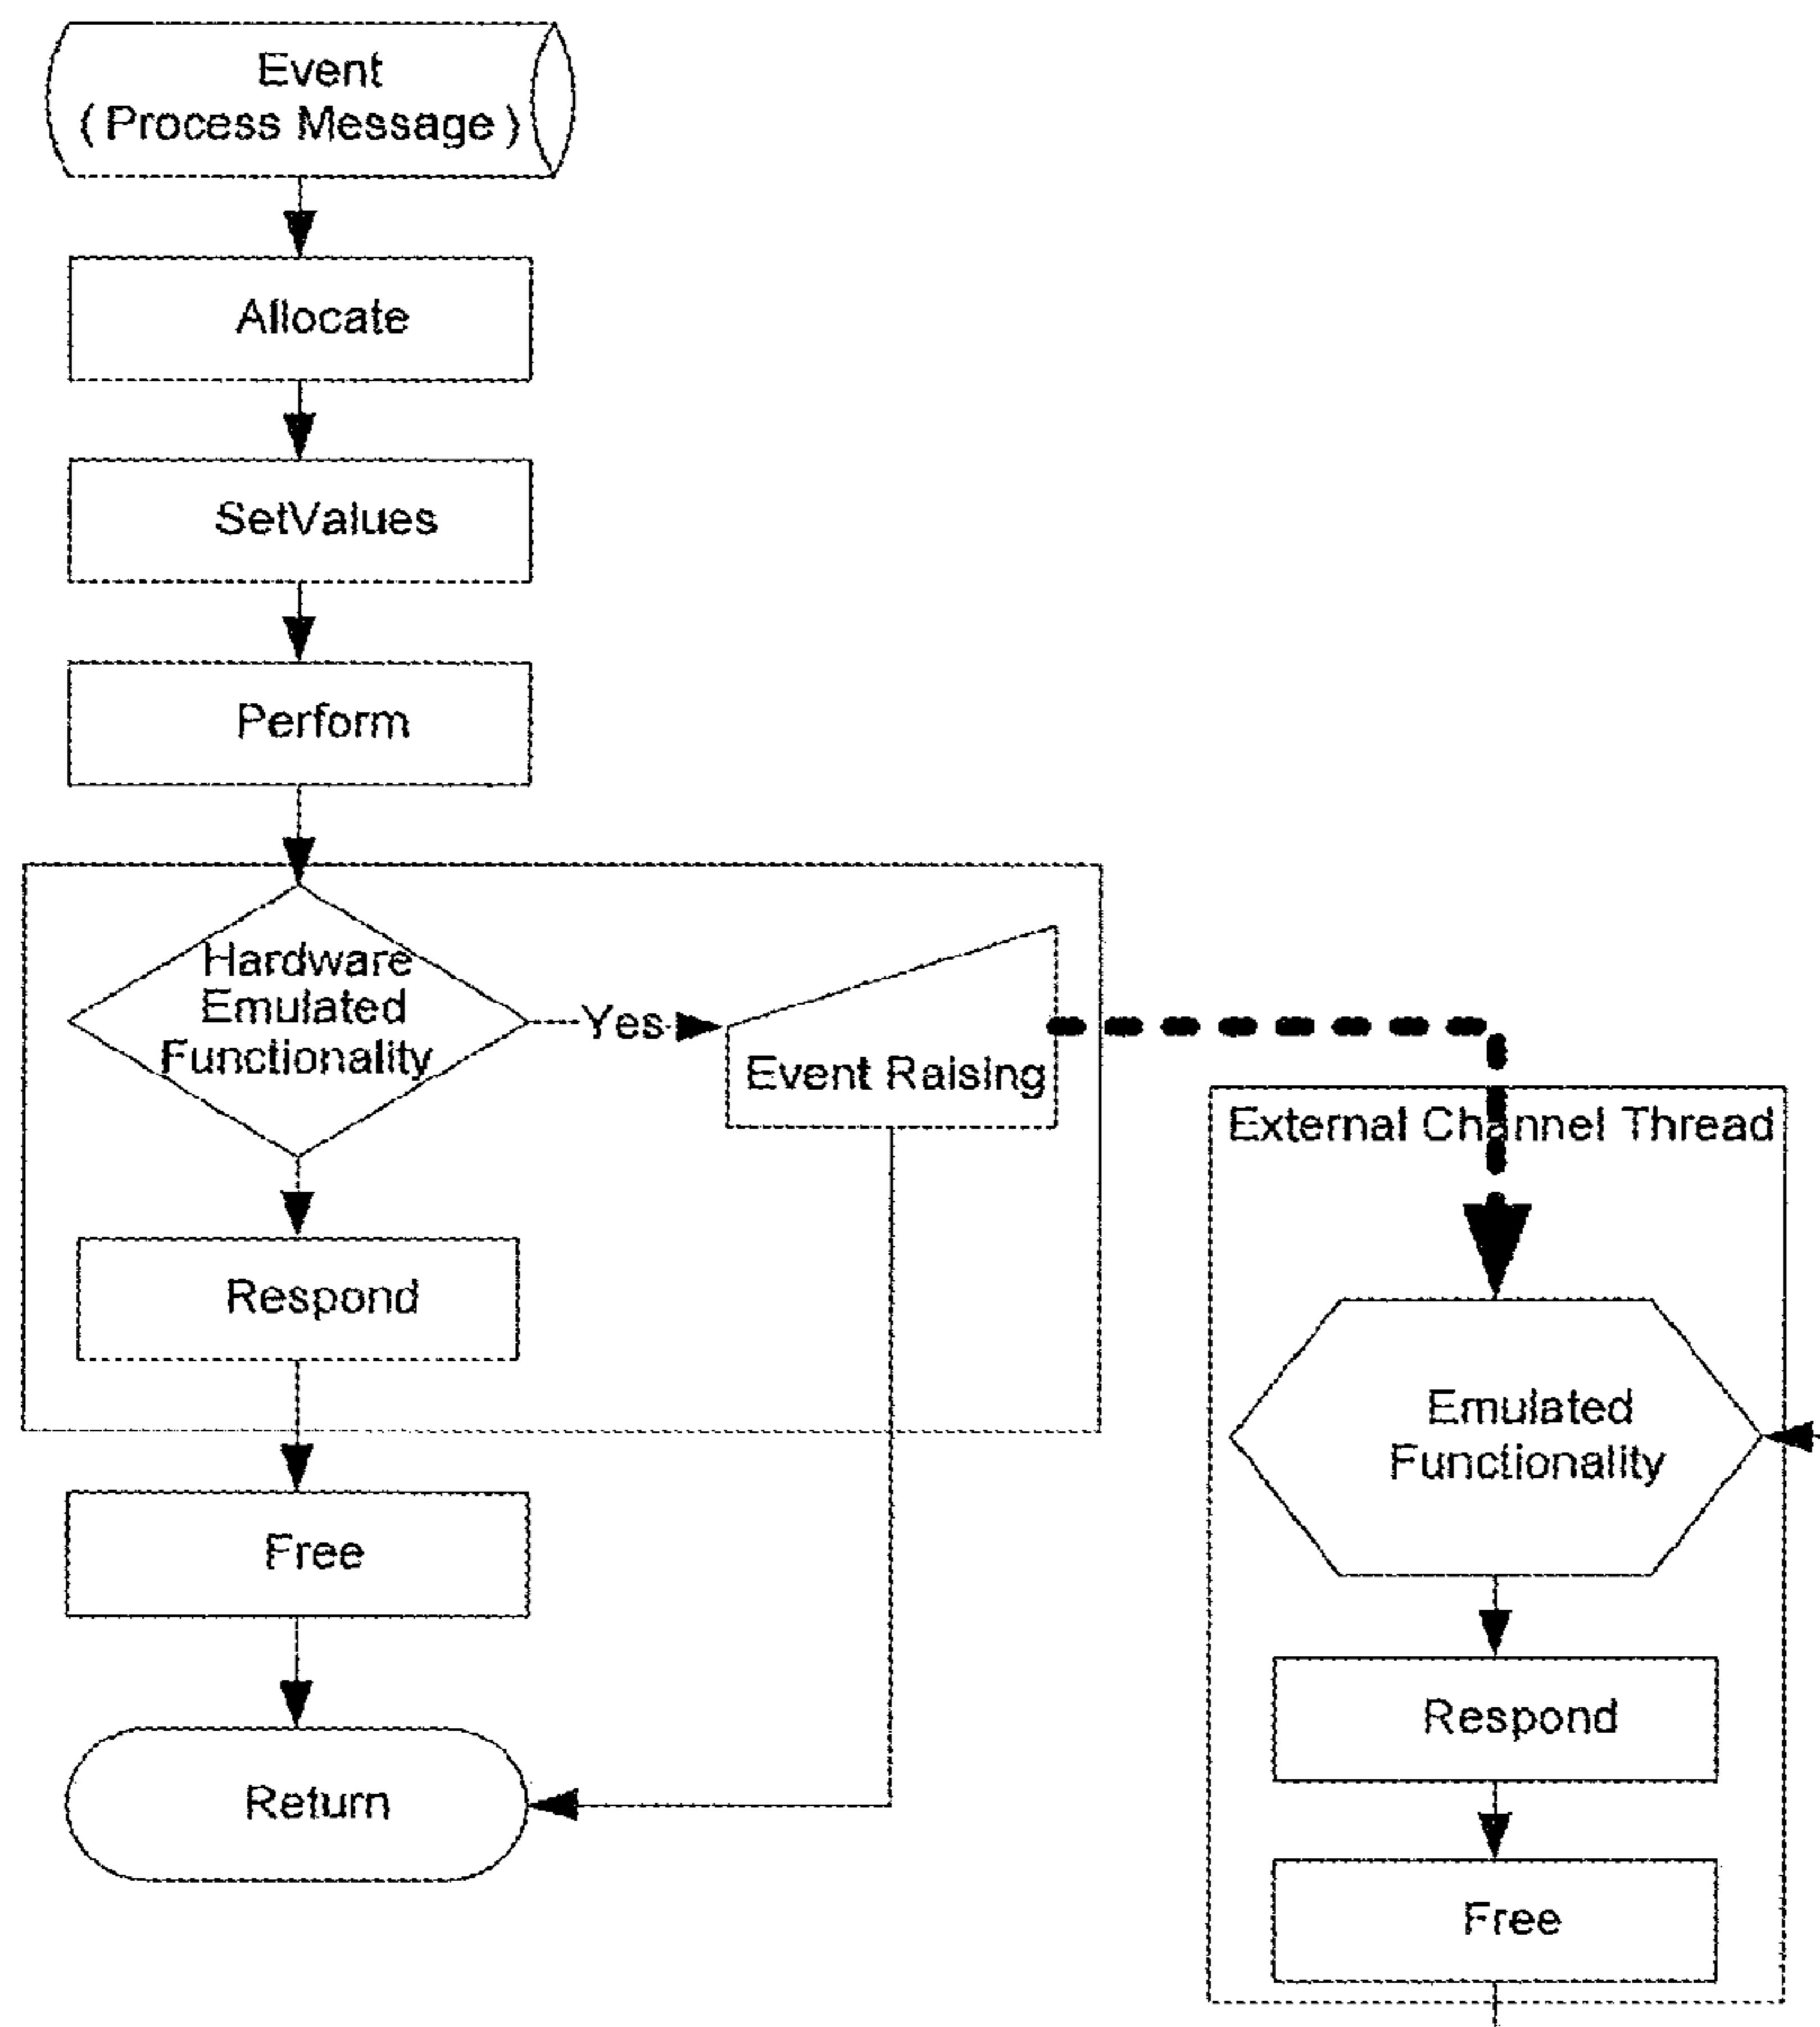 Event
( Process Message )
Allocate
SetValues
Perform
Hardware
Emulated
Functionality
Yes
Event Raising
Respond
Free
Return
External Channel Thread
Emulated
Functionality
Respond
Free